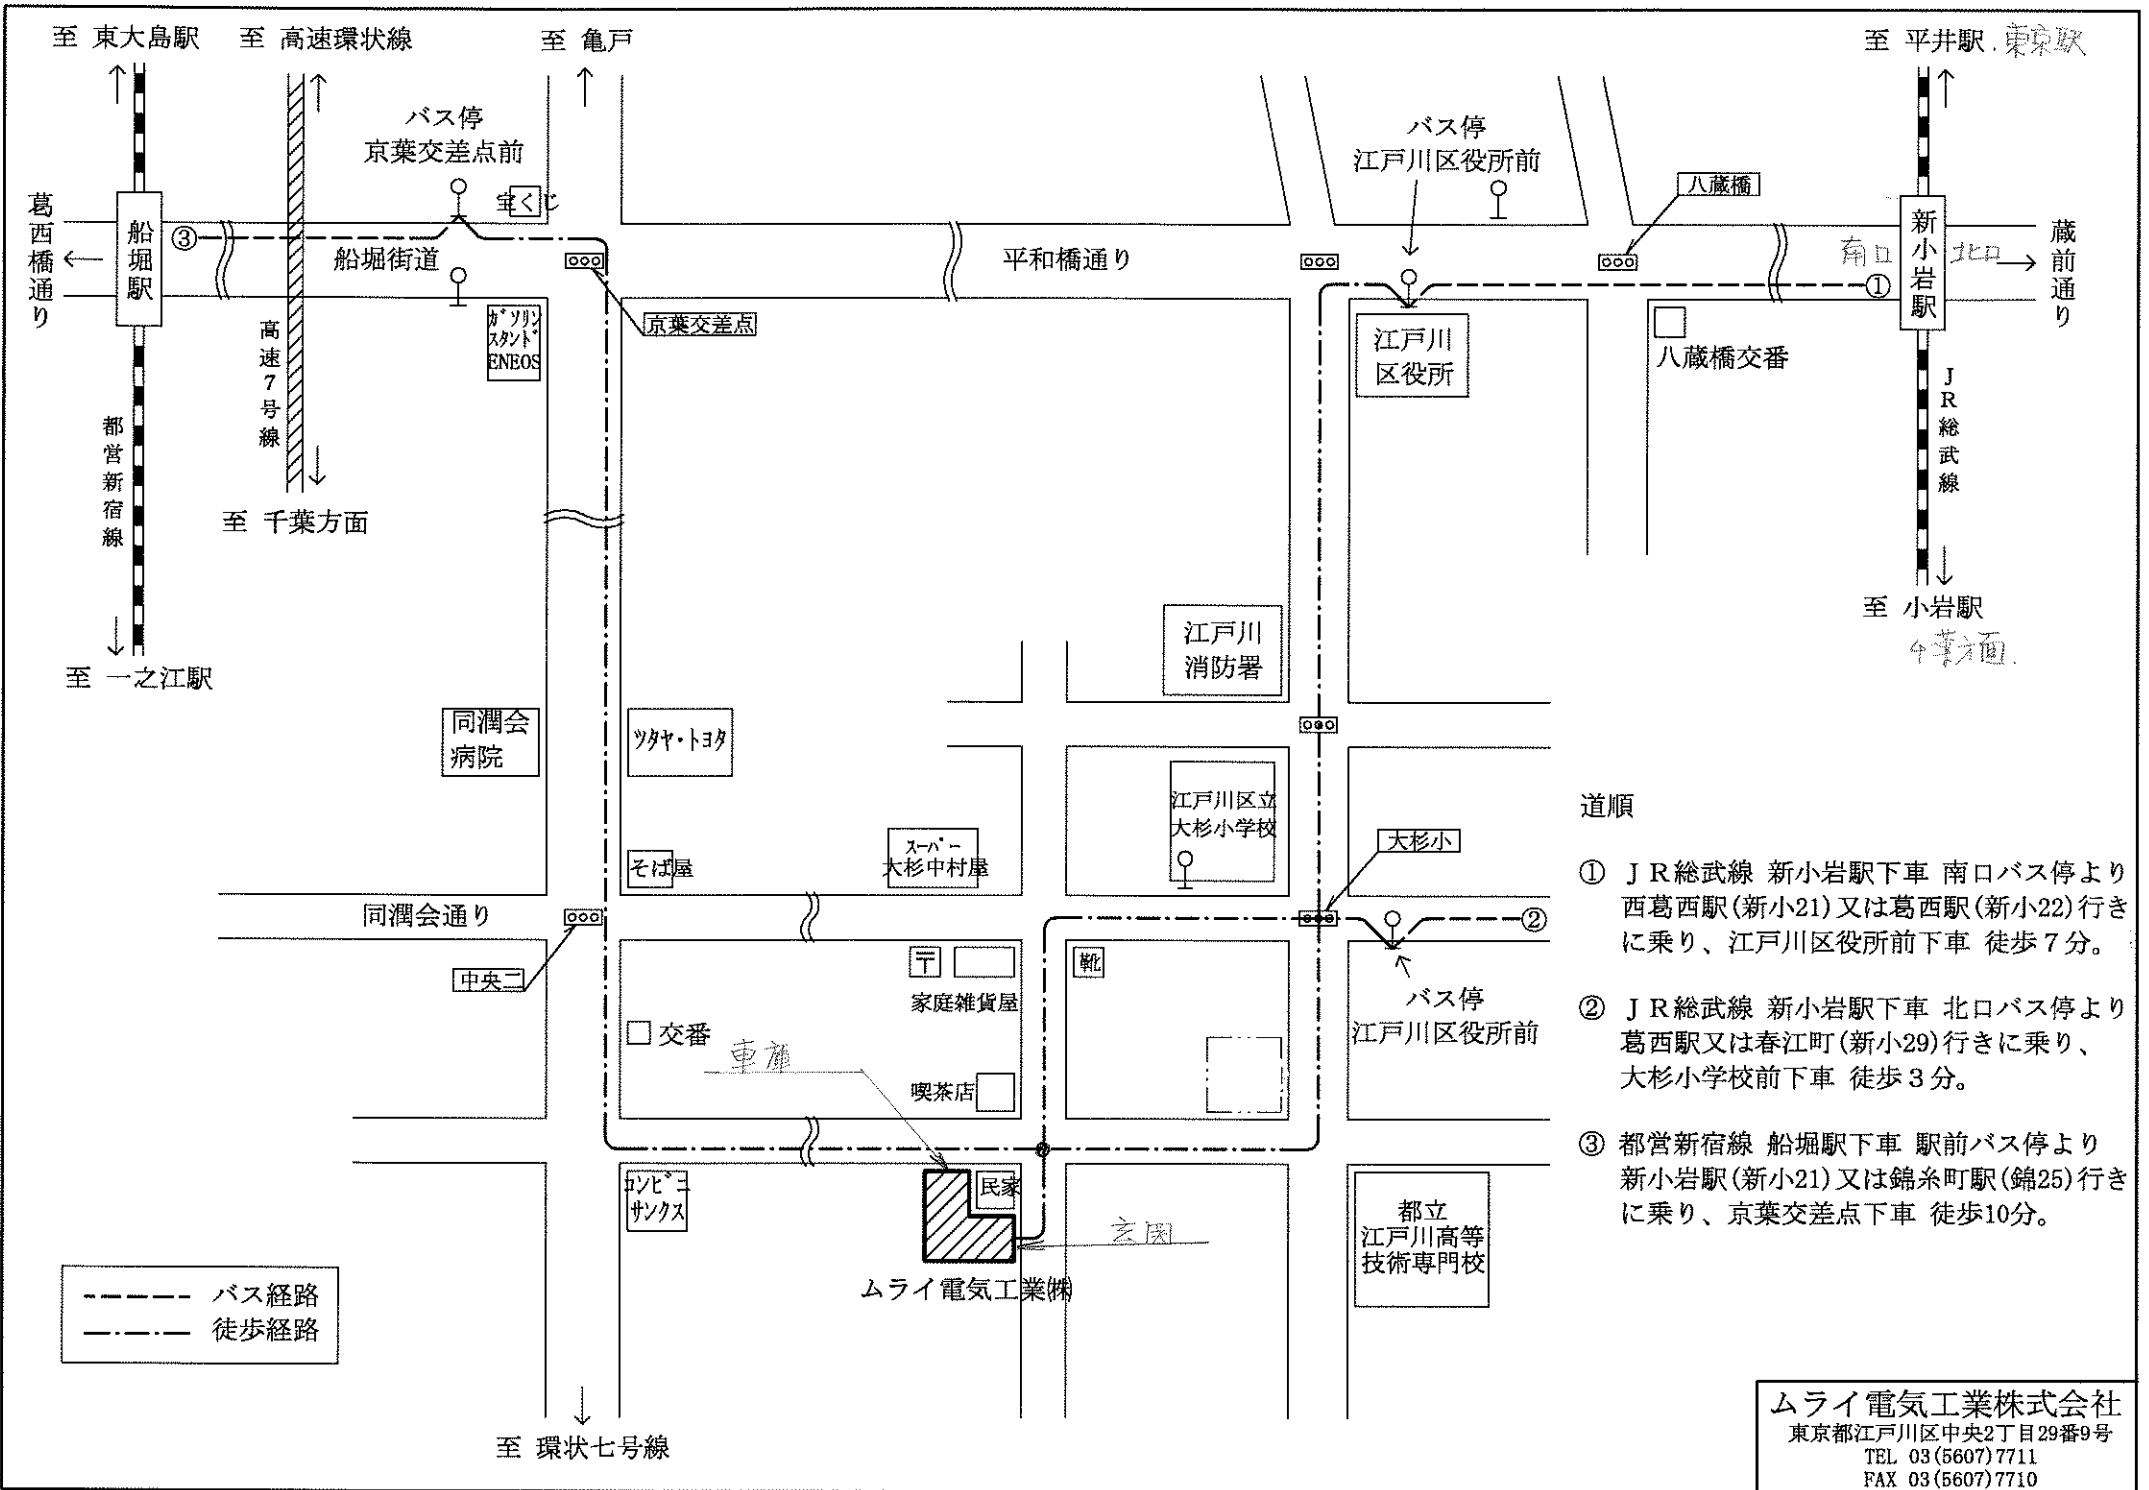 至 東大島駅
至 高速環状線
至 亀戸
至 平井駅. 東京駅
バス停
京葉交差点前
宝くじ
バス停
江戸川区役所前
八蔵橋
葛西橋通り
船堀駅
③
船堀街道
平和橋通り
南口
新小岩駅
北口
蔵前通り
①
ガソリン
スタンド
ENEOS
京葉交差点
江戸川
区役所
八蔵橋交番
高速7号線
都営新宿線
JR総武線
至 千葉方面
至 一之江駅
至 小岩駅
千葉方面.
江戸川
消防署
同潤会
病院
ツタヤ・トヨタ
江戸川区立
大杉小学校
大杉小
そば屋
スーパー
大杉中村屋
同潤会通り
②
中央二
〒
家庭雑貨屋
靴
バス停
江戸川区役所前
交番
車庫
喫茶店
コンビニ
サンクス
民家
玄関
ムライ電気工業㈱
都立
江戸川高等
技術専門校
道順
① JR総武線 新小岩駅下車 南口バス停より
西葛西駅(新小21)又は葛西駅(新小22)行き
に乗り、江戸川区役所前下車 徒歩7分。
② JR総武線 新小岩駅下車 北口バス停より
葛西駅又は春江町(新小29)行きに乗り、
大杉小学校前下車 徒歩3分。
③ 都営新宿線 船堀駅下車 駅前バス停より
新小岩駅(新小21)又は錦糸町駅(錦25)行き
に乗り、京葉交差点下車 徒歩10分。
バス経路
徒歩経路
至 環状七号線
ムライ電気工業株式会社
東京都江戸川区中央2丁目29番9号
TEL 03(5607)7711
FAX 03(5607)7710